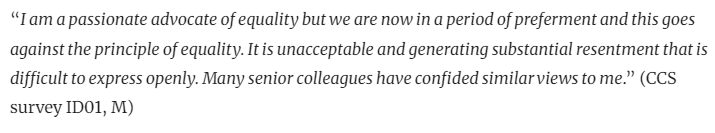 “I am a passionate advocate of equality but we are now in a period of preferment and this goes
against the principle of equality. It is unacceptable and generating substantial resentment that is
difficult to express openly. Many senior colleagues have confided similar views to me.” (CCS
survey ID01, M)